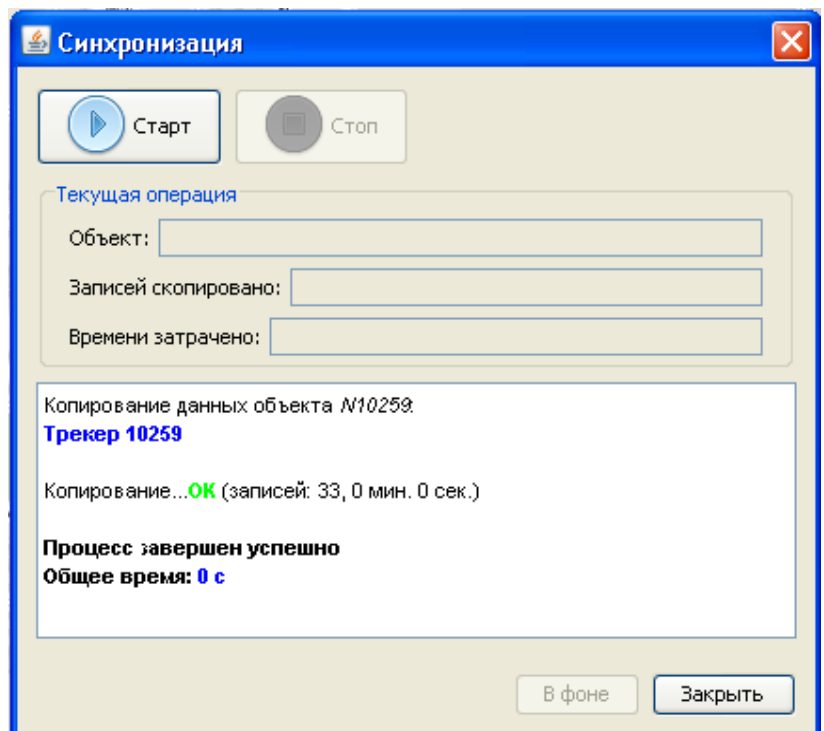 Синхронизация
Старт
Стоп
Текущая операция
Объект:
Записей скопировано:
Времени затрачено:
Копирование данных объекта N10259:
Трекер 10259
Копирование...OK (записей: 33, 0 мин. 0 сек.)
Процесс завершен успешно
Общее время: 0 с
В фоне
Закрыть